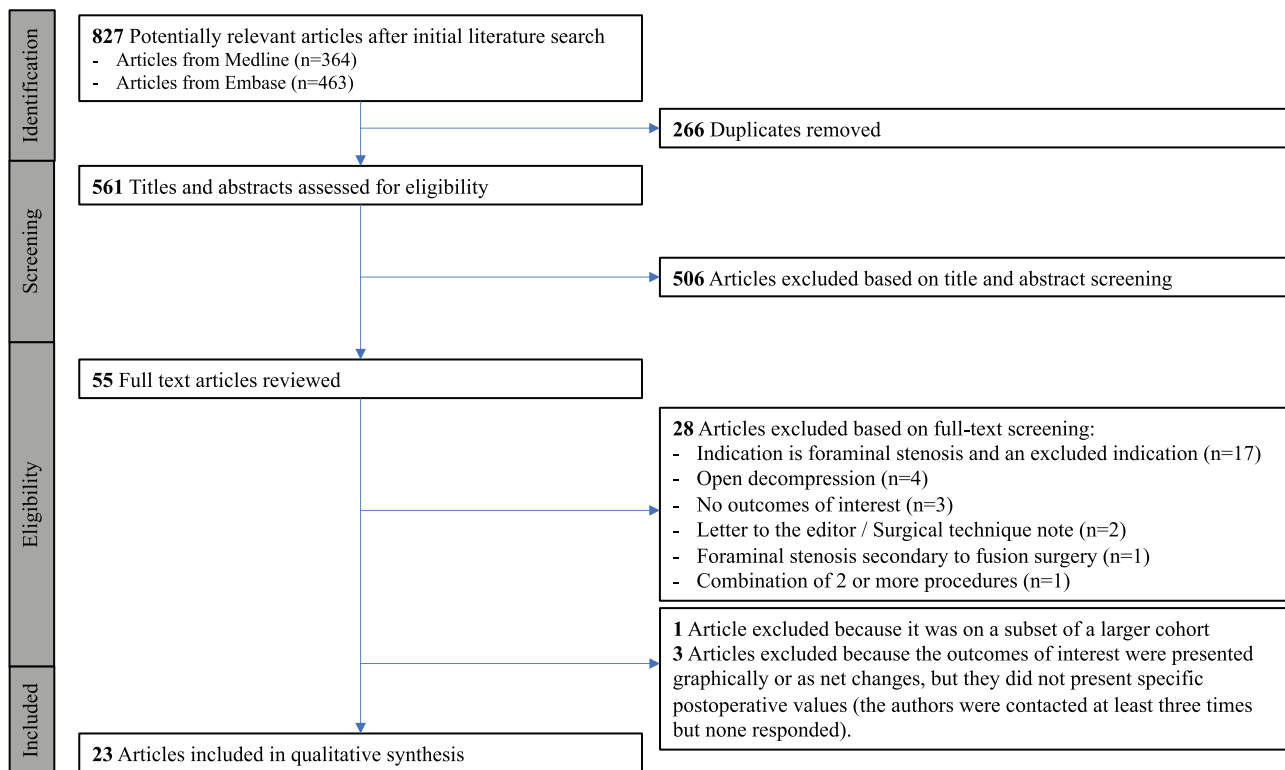 Identification
827 Potentially relevant articles after initial literature search
- Articles from Medline (n=364)
- Articles from Embase (n=463)
266 Duplicates removed
Screening
561 Titles and abstracts assessed for eligibility
506 Articles excluded based on title and abstract screening
Eligibility
55 Full text articles reviewed
28 Articles excluded based on full-text screening:
- Indication is foraminal stenosis and an excluded indication (n=17)
- Open decompression (n=4)
- No outcomes of interest (n=3)
- Letter to the editor / Surgical technique note (n=2)
- Foraminal stenosis secondary to fusion surgery (n=1)
- Combination of 2 or more procedures (n=1)
1 Article excluded because it was on a subset of a larger cohort
3 Articles excluded because the outcomes of interest were presented
graphically or as net changes, but they did not present specific
postoperative values (the authors were contacted at least three times
but none responded).
Included
23 Articles included in qualitative synthesis